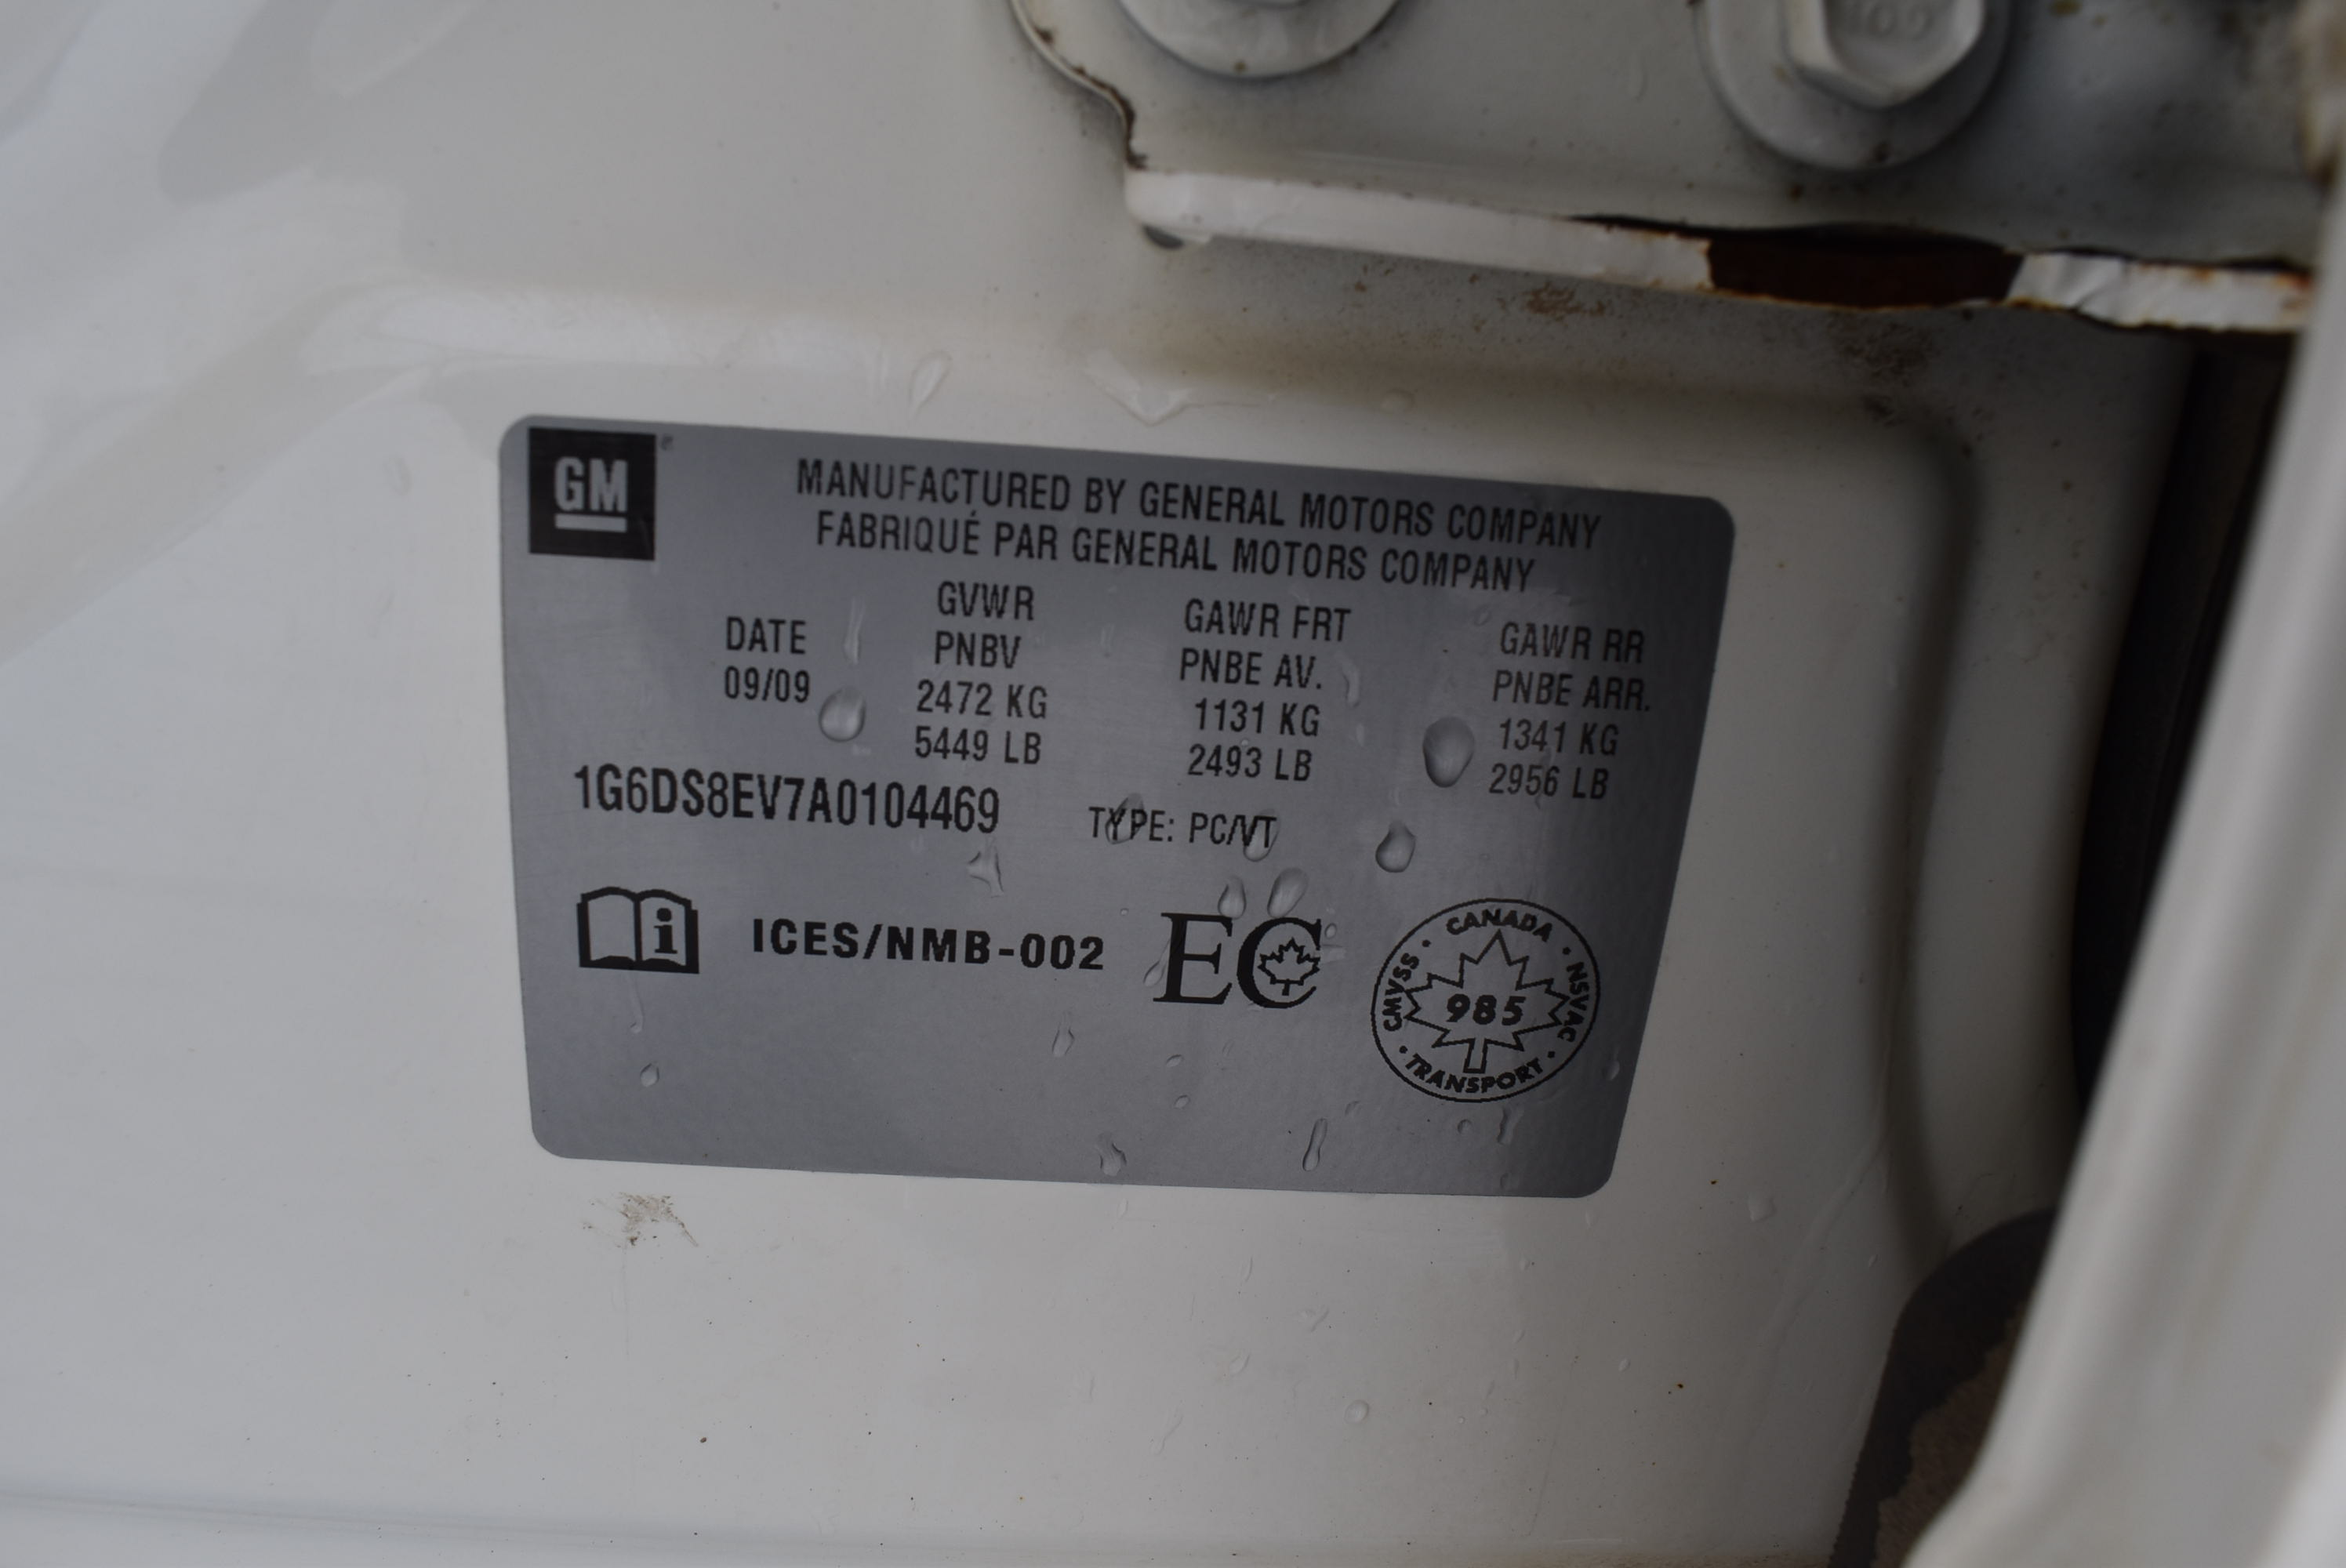 GM
MANUFACTURED BY GENERAL MOTORS COMPANY
FABRIQUÉ PAR GENERAL MOTORS COMPANY
DATE
09/09
GVWR
PNBV
2472 KG
5449 LB
GAWR FRT
PNBE AV.
1131 KG
2493 LB
GAWR RR
PNBE ARR.
1341 KG
2956 LB
1G6DS8EV7A0104469
TYPE: PC/VT
i
ICES/NMB-002
EC
CANADA
CMVSS
985
NSVAC
TRANSPORT